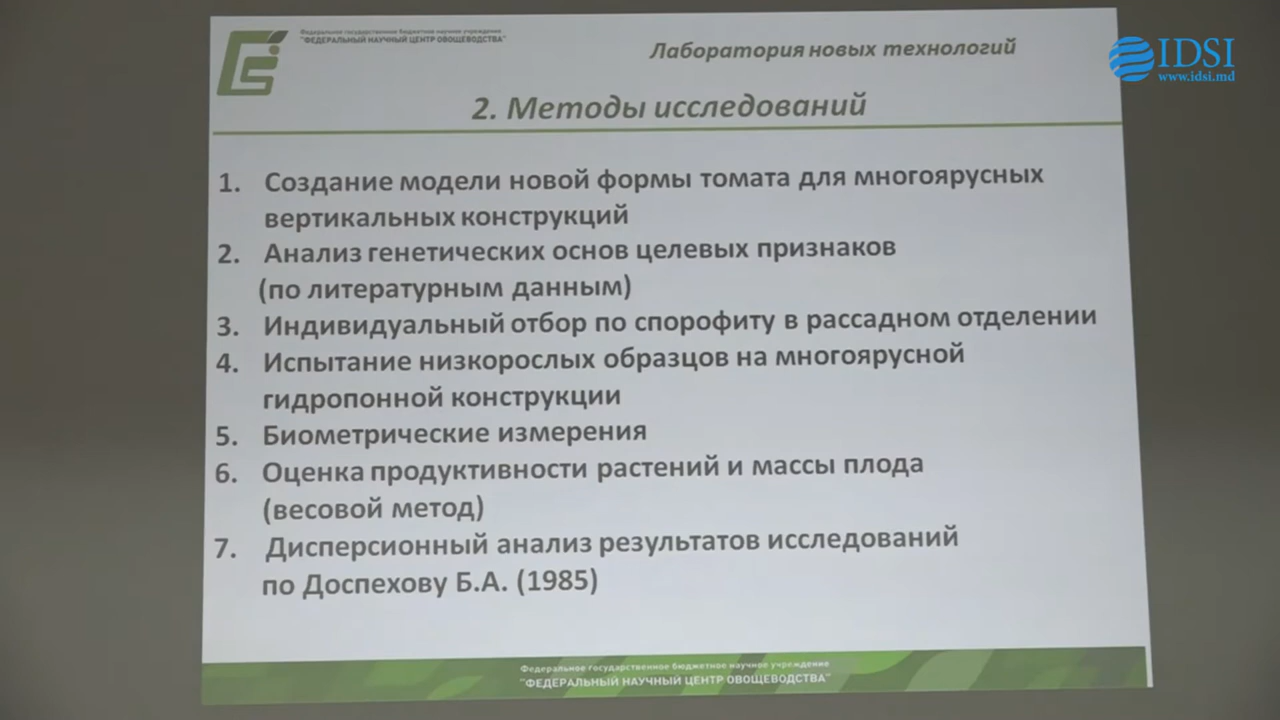 Федеральное государственное бюджетное научное учреждение
"ФЕДЕРАЛЬНЫЙ НАУЧНЫЙ ЦЕНТР ОВОЩЕВОДСТВА"
Лаборатория новых технологий
IDSI
www.idsi.md
2. Методы исследований
1. Создание модели новой формы томата для многоярусных
вертикальных конструкций
2. Анализ генетических основ целевых признаков
(по литературным данным)
3. Индивидуальный отбор по спорофиту в рассадном отделении
4. Испытание низкорослых образцов на многоярусной
гидропонной конструкции
5. Биометрические измерения
6. Оценка продуктивности растений и массы плода
(весовой метод)
7. Дисперсионный анализ результатов исследований
по Доспехову Б.А. (1985)
Федеральное государственное бюджетное научное учреждение
"ФЕДЕРАЛЬНЫЙ НАУЧНЫЙ ЦЕНТР ОВОЩЕВОДСТВА"